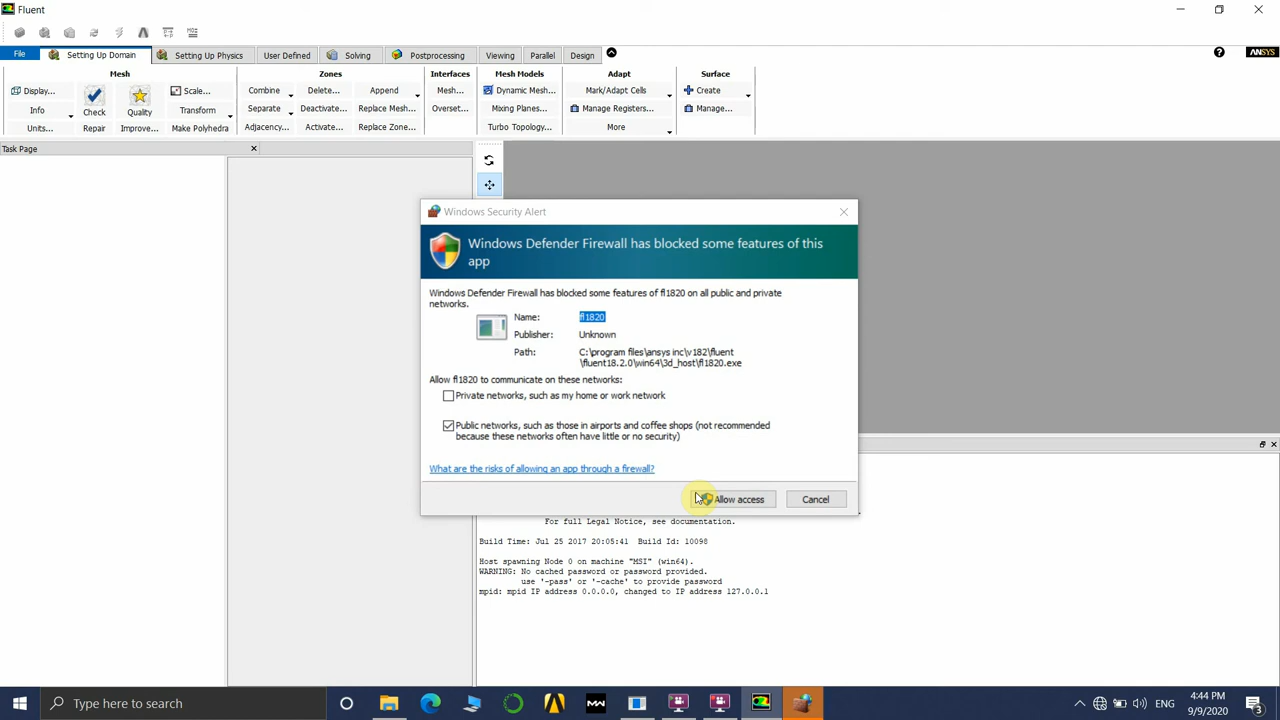 Fluent
File
Setting Up Domain
Setting Up Physics
User Defined
Solving
Postprocessing
Viewing
Parallel
Design
ANSYS
Mesh
Zones
Interfaces
Mesh Models
Adapt
Surface
Display...
Scale...
Combine
Delete...
Append
Mesh...
Dynamic Mesh...
Mark/Adapt Cells
Create
Info
Check
Quality
Transform
Separate
Deactivate...
Replace Mesh...
Overset...
Mixing Planes...
Manage Registers...
Manage...
Units...
Repair
Improve...
Make Polyhedra
Adjacency...
Activate...
Replace Zone...
Turbo Topology...
More
Task Page
Windows Security Alert
Windows Defender Firewall has blocked some features of this
app
Windows Defender Firewall has blocked some features of fl1820 on all public and private
networks.
Name: fl1820
Publisher: Unknown
Path: C:\program files\ansys inc\v182\fluent
\fluent18.2.0\win64\3d_host\fl1820.exe
Allow fl1820 to communicate on these networks:
Private networks, such as my home or work network
Public networks, such as those in airports and coffee shops (not recommended
because these networks often have little or no security)
What are the risks of allowing an app through a firewall?
Allow access
Cancel
For full Legal Notice, see documentation.
Build Time: Jul 25 2017 20:05:41 Build Id: 10098
Host spawning Node 0 on machine "MSI" (win64).
WARNING: No cached password or password provided.
use '-pass' or '-cache' to provide password
mpid: mpid IP address 0.0.0.0, changed to IP address 127.0.0.1
Type here to search
ENG
4:44 PM
9/9/2020
3